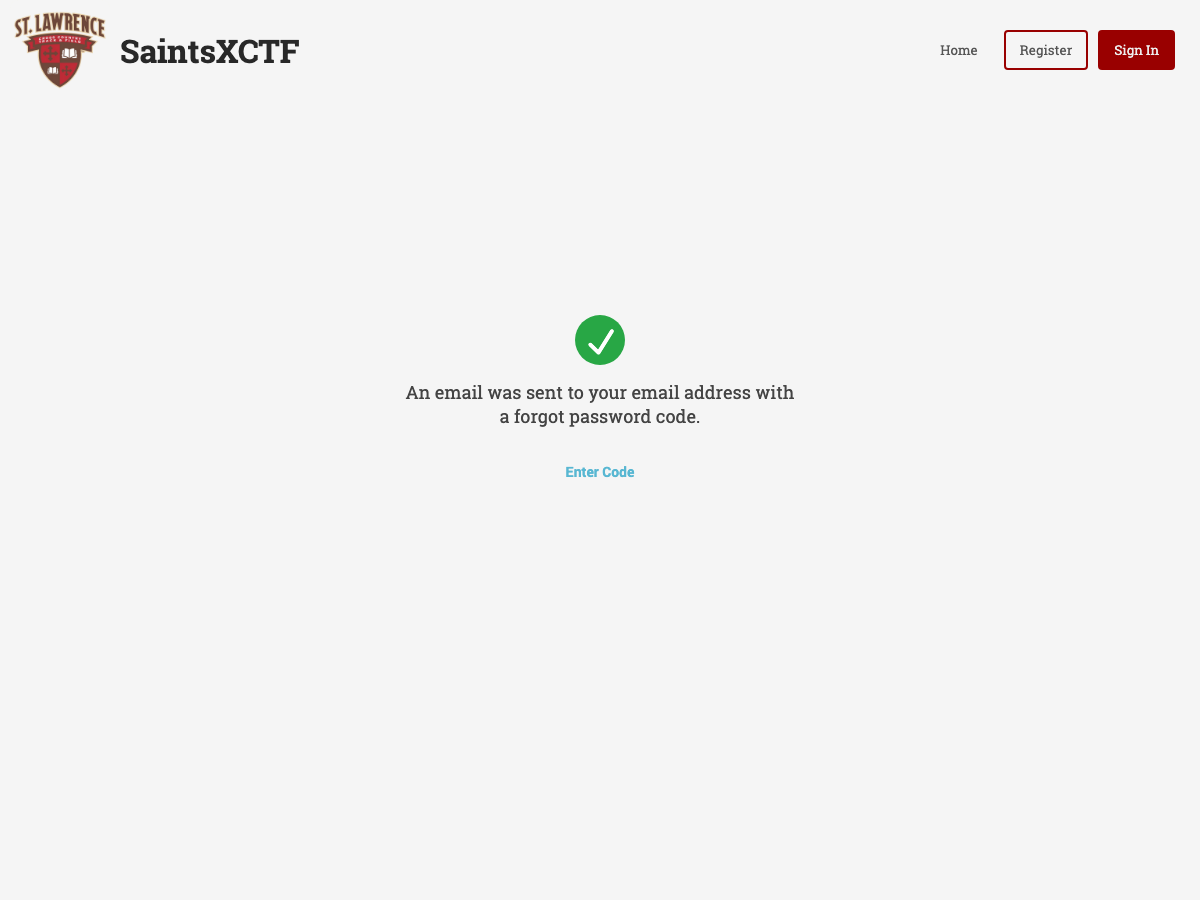 ST. LAWRENCE
SaintsXCTF
Home
Register
Sign In
An email was sent to your email address with
a forgot password code.
Enter Code